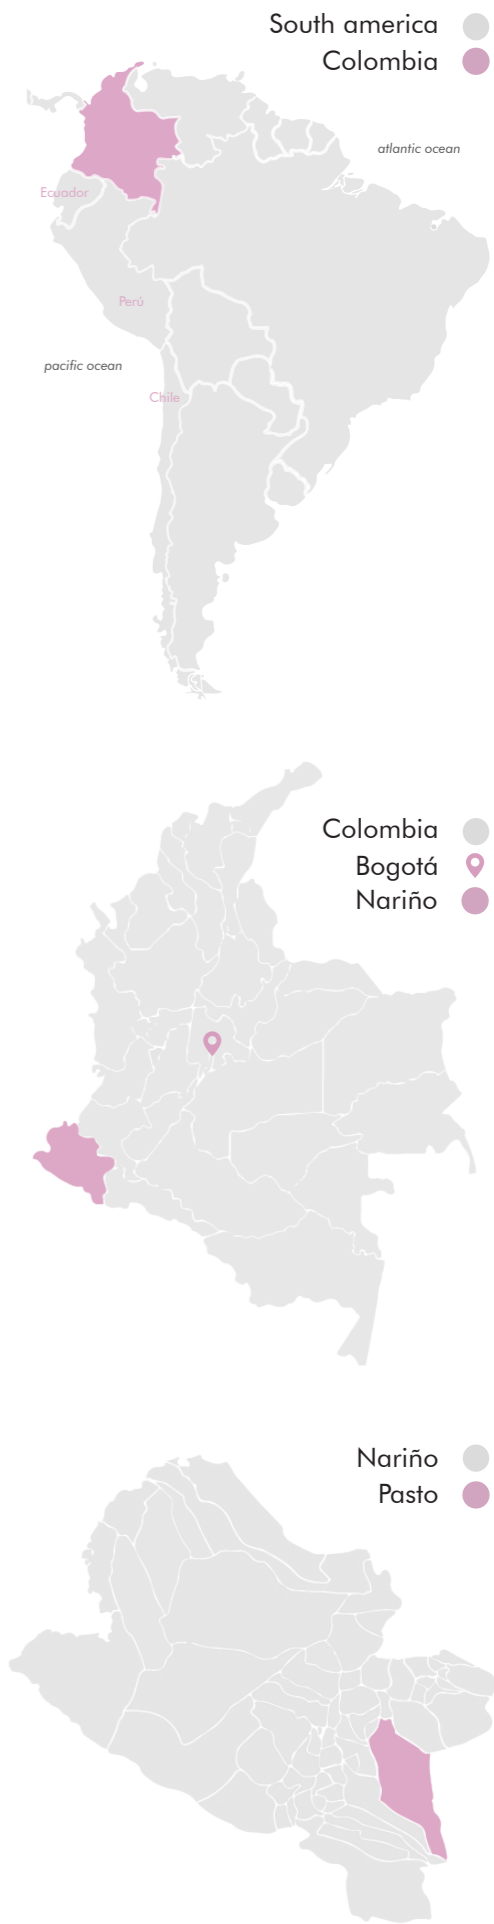 South america
Colombia
atlantic ocean
Ecuador
Perú
pacific ocean
Chile
Colombia
Bogotá
Nariño
Nariño
Pasto